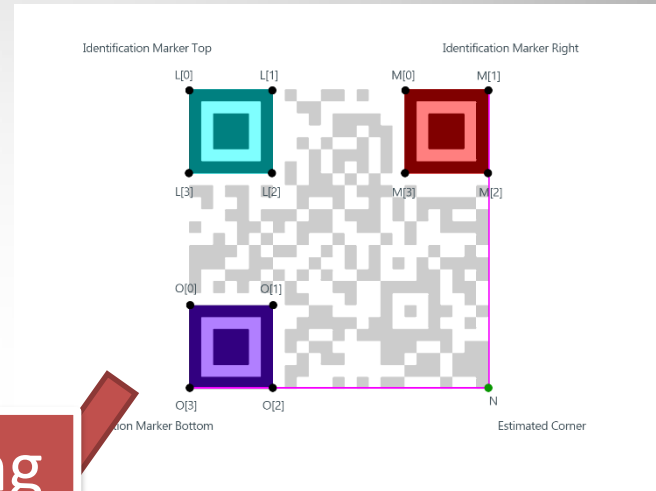 Identification Marker Top
Identification Marker Right
L[0] L[1] M[0] M[1]
L[3] L[2] M[3] M[2]
O[0] O[1]
O[3] O[2] N
Marker Bottom
Estimated Corner